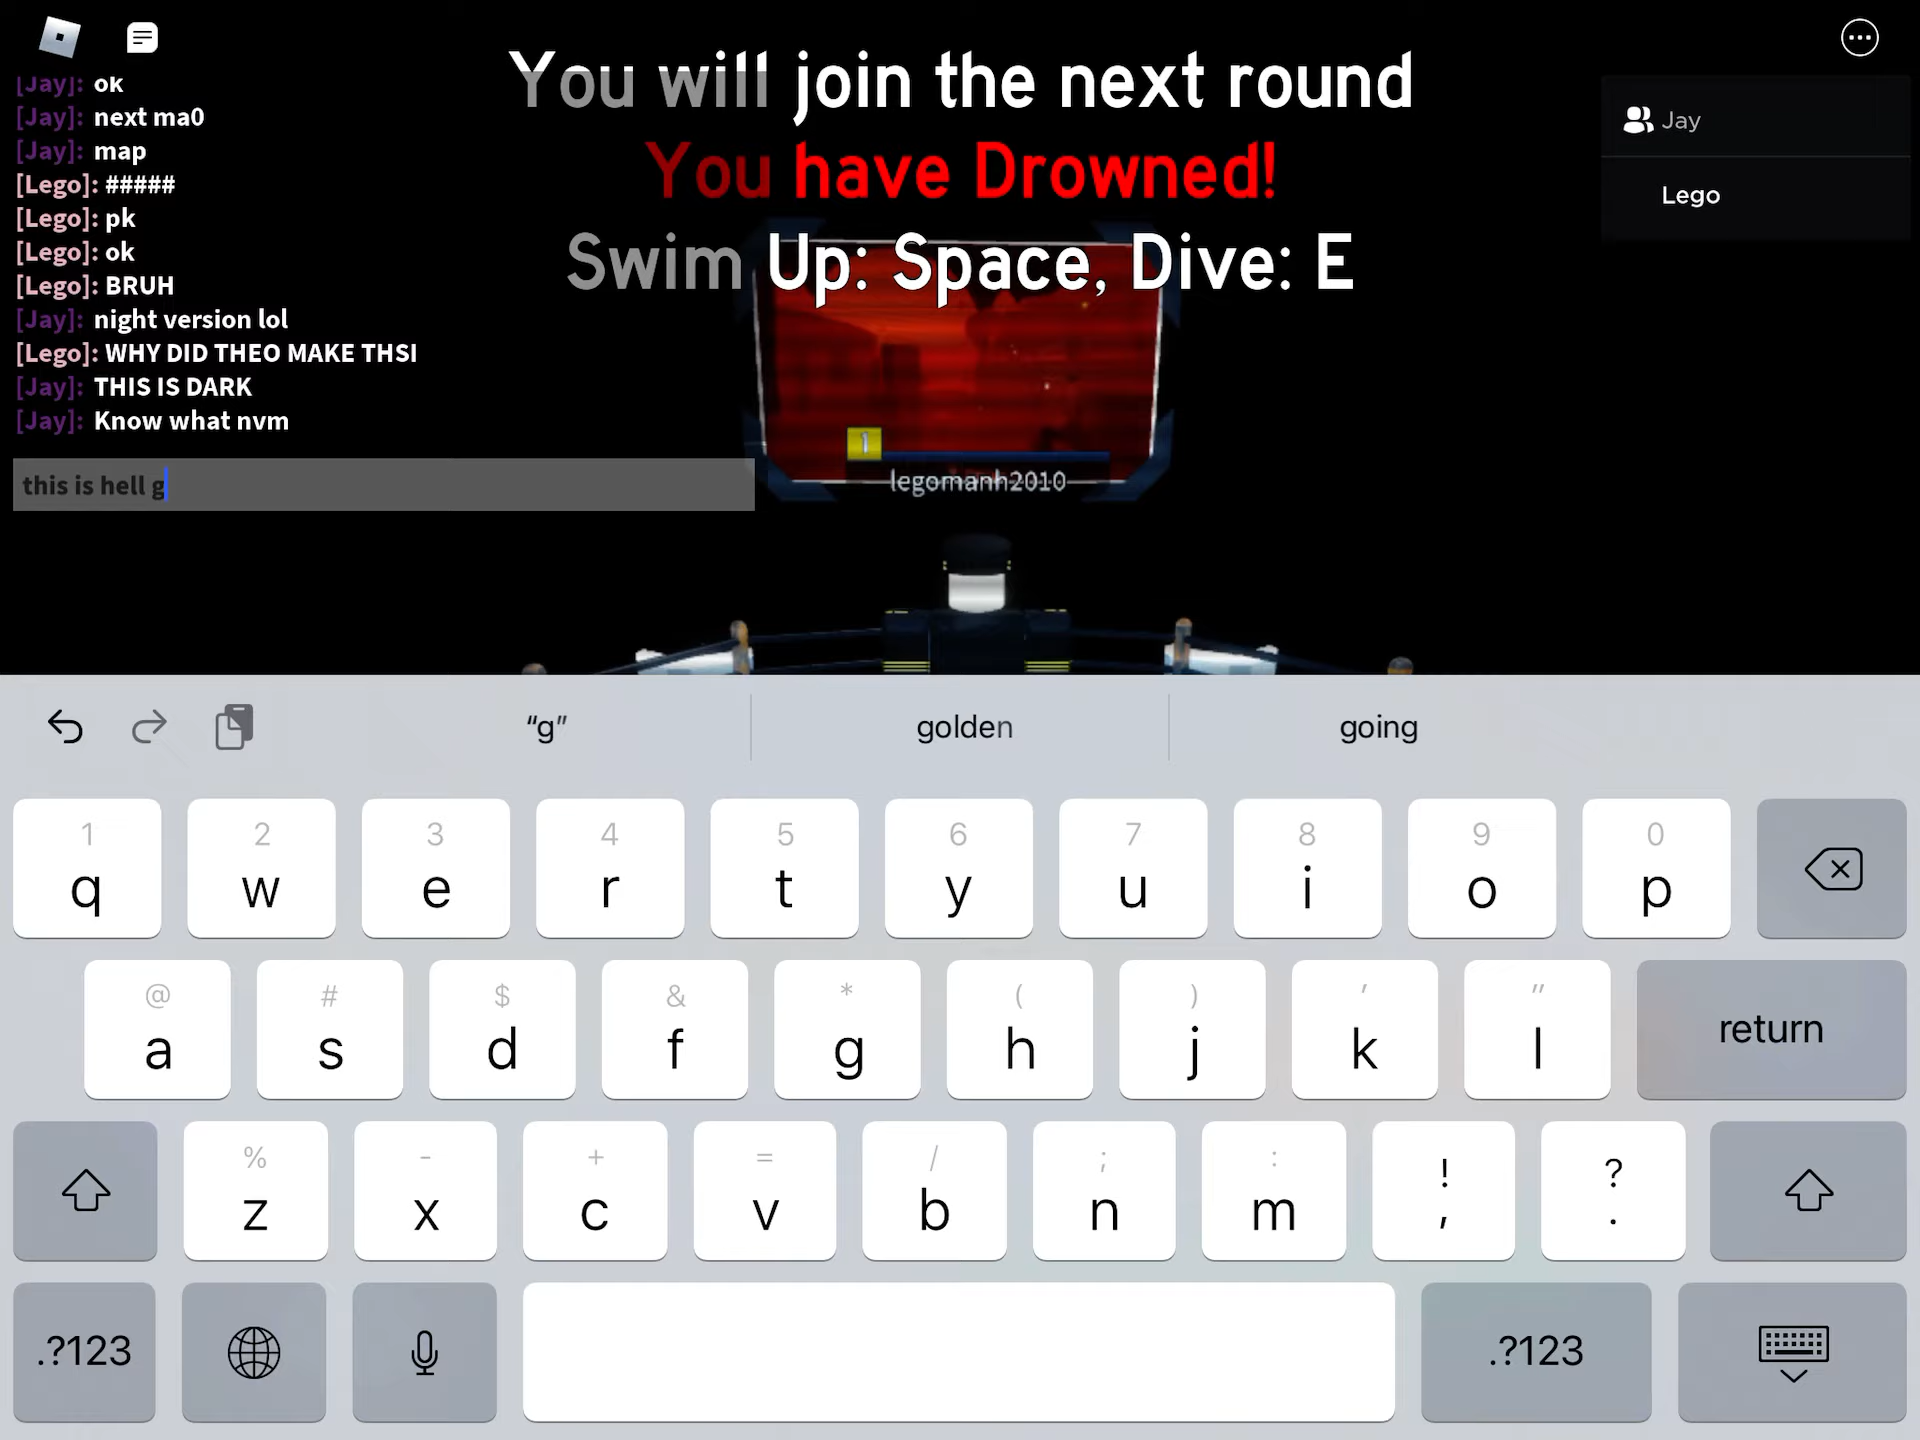 You will join the next round
You have Drowned!
Swim Up: Space, Dive: E
[Jay]: ok
[Jay]: next ma0
[Jay]: map
[Lego]: #####
[Lego]: pk
[Lego]: ok
[Lego]: BRUH
[Jay]: night version lol
[Lego]: WHY DID THEO MAKE THSI
[Jay]: THIS IS DARK
[Jay]: Know what nvm
this is hell g
Jay
Lego
1
legomanh2010
“g” golden going
1 2 3 4 5 6 7 8 9 0
q w e r t y u i o p
@ # $ & * ( ) ' "
a s d f g h j k l return
% - + = / ; : ! ?
z x c v b n m , .
.?123 .?123